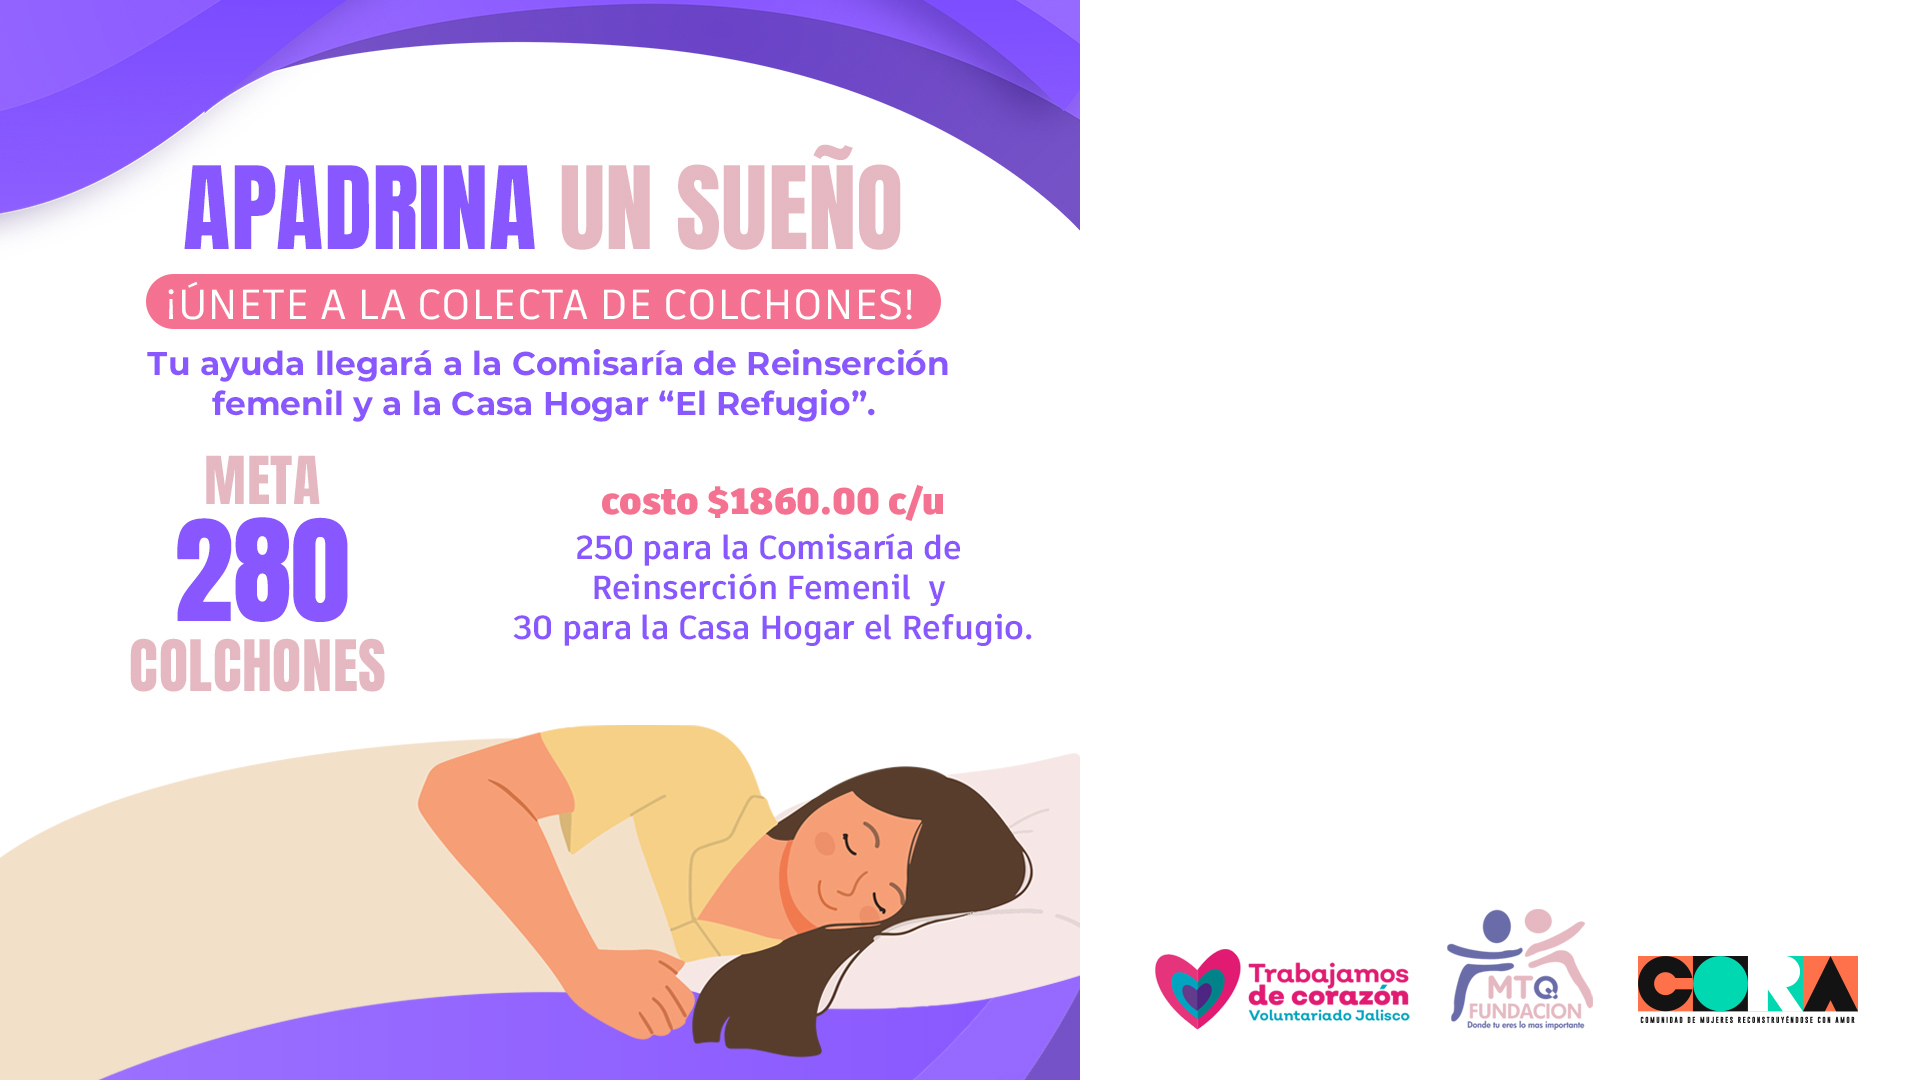 APADRINA UN SUEÑO
¡ÚNETE A LA COLECTA DE COLCHONES!
Tu ayuda llegará a la Comisaría de Reinserción
femenil y a la Casa Hogar “El Refugio”.
META
280
COLCHONES
costo $1860.00 c/u
250 para la Comisaría de
Reinserción Femenil y
30 para la Casa Hogar el Refugio.
Trabajamos
de corazón
Voluntariado Jalisco
MTQ
FUNDACION
Donde tu eres lo mas importante
CORA
COMUNIDAD DE MUJERES RECONSTRUYÉNDOSE CON AMOR